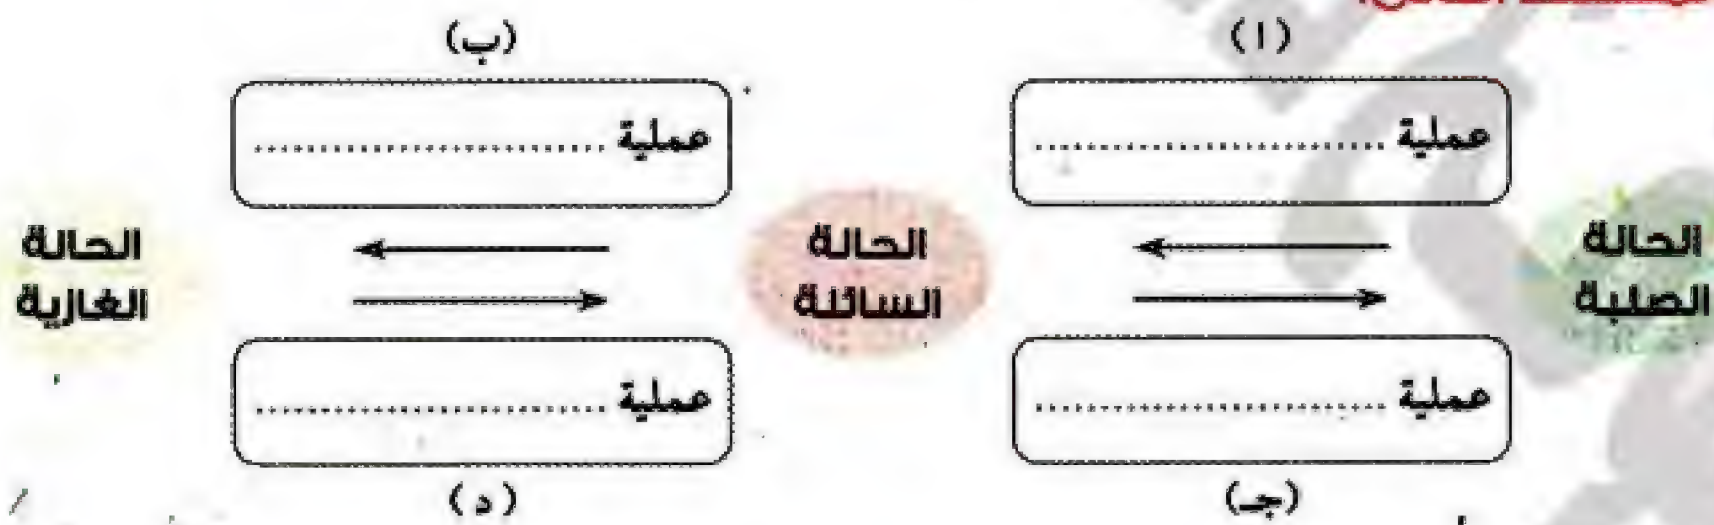 (ا)
(ب)
عملية ........................
عملية ........................
الحالة الصلبة
الحالة السائلة
الحالة الغازية
عملية ........................
عملية ........................
(جـ)
(د)